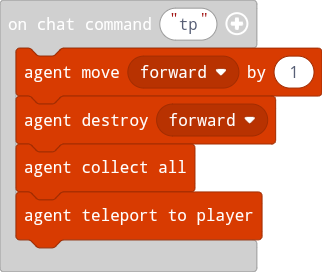 on chat command "tp"
agent move forward by 1
agent destroy forward
agent collect all
agent teleport to player